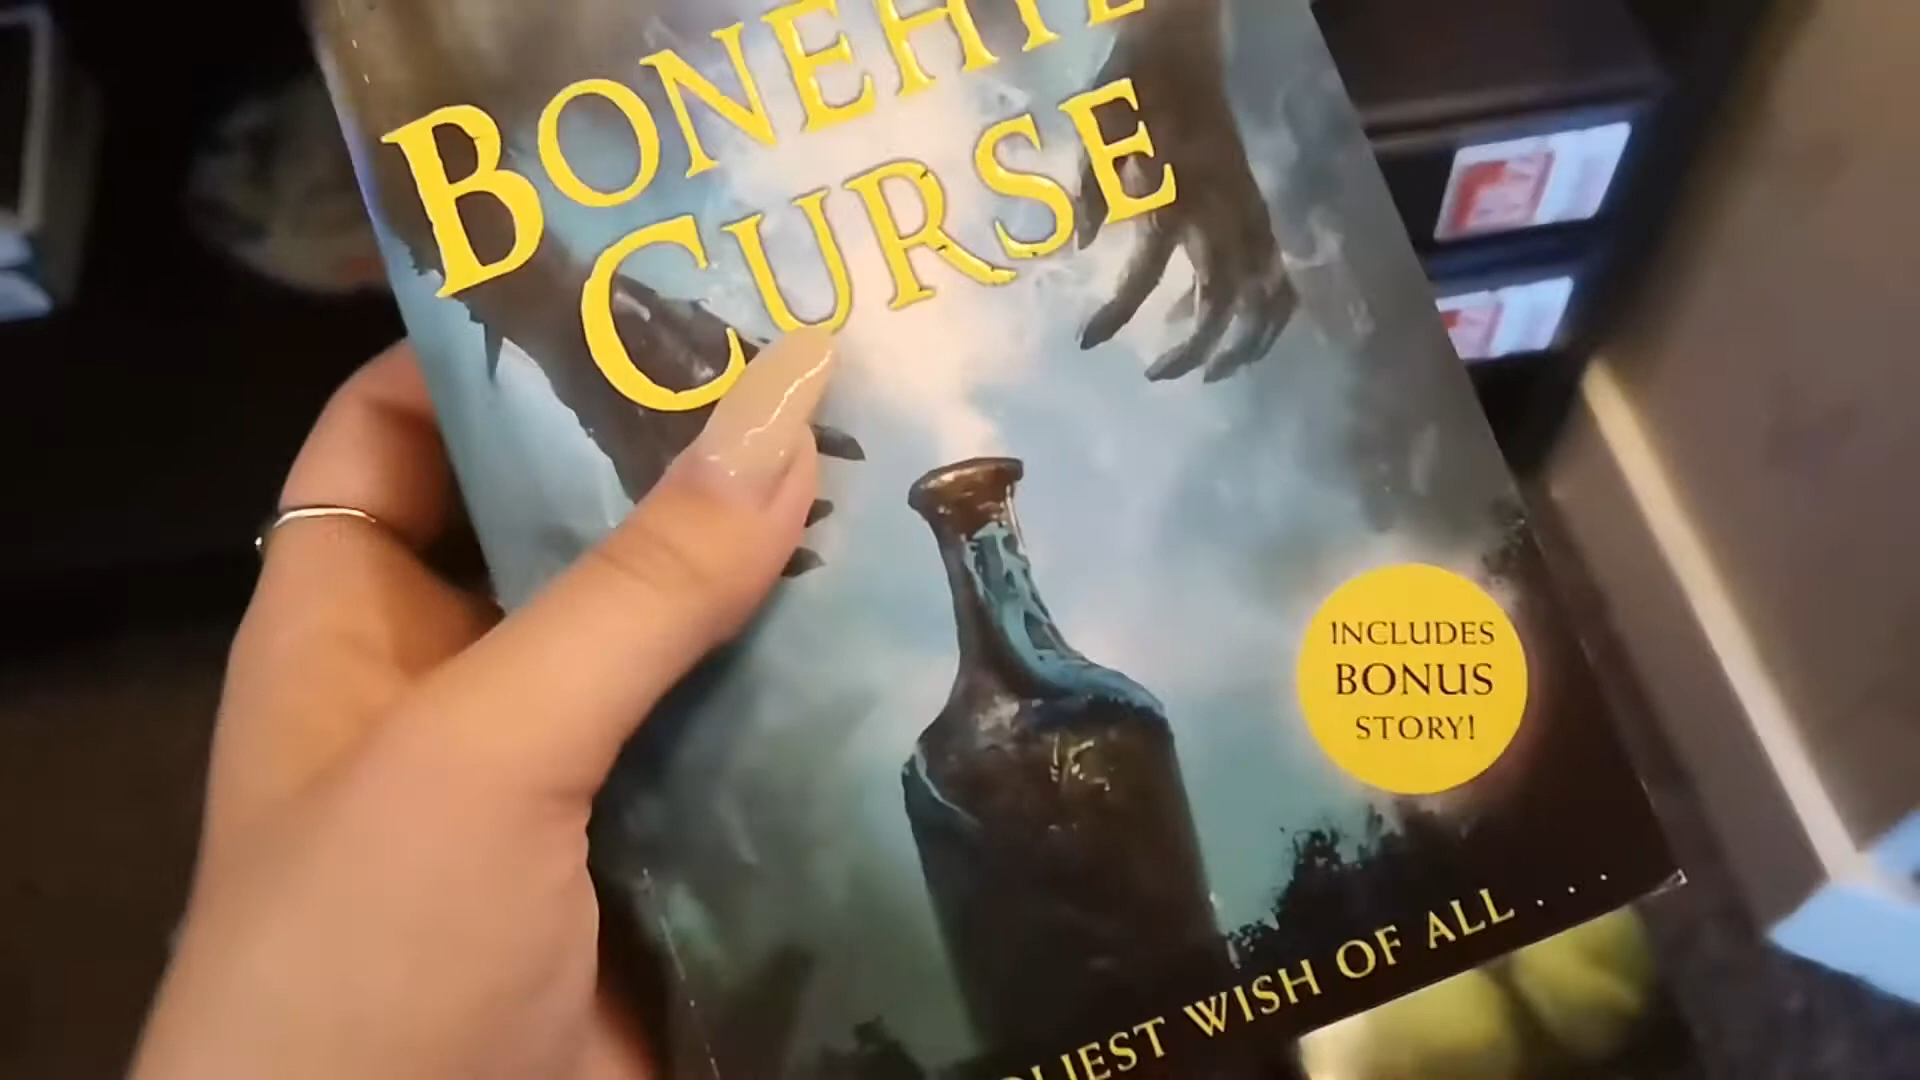 CURSE
INCLUDES
BONUS
STORY!
WISH OF ALL . . .